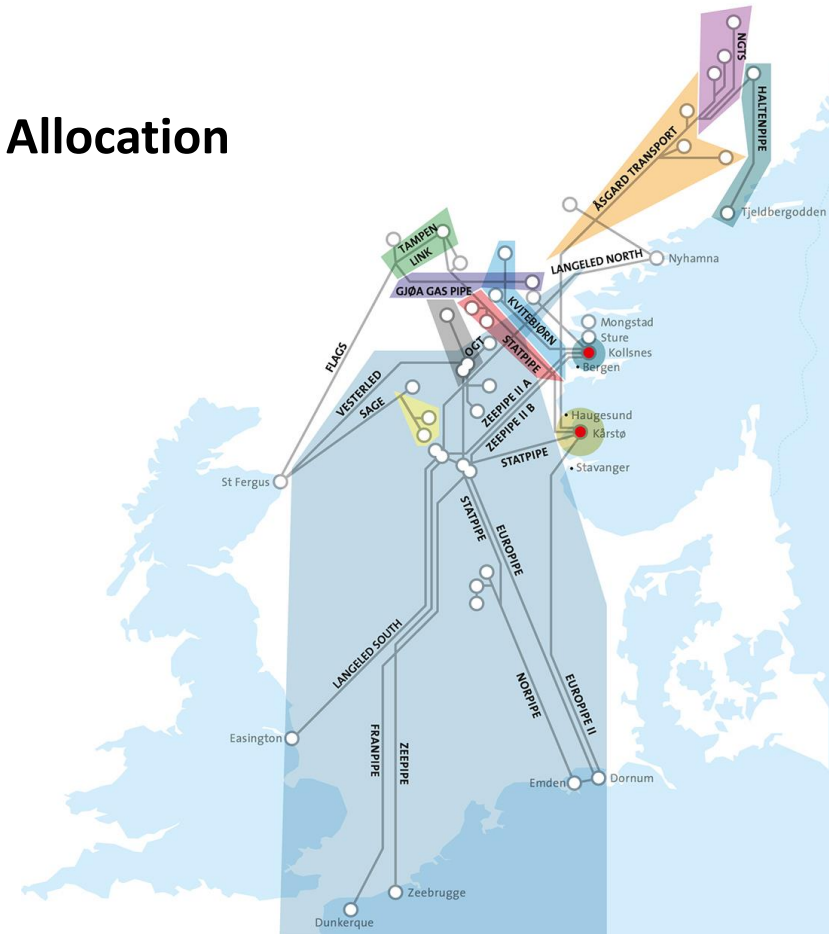 Allocation
NGTS
HALTENPIPE
ÅSGARD TRANSPORT
Tjeldbergodden
TAMPEN
LINK
LANGELED NORTH
Nyhamna
GJØA GAS PIPE
KVITEBJØRN
Mongstad
Sture
Kollsnes
Bergen
FLAGS
OGT
STATPIPE
VESTERLED
SAGE
ZEEPIPE II A
ZEEPIPE II B
Haugesund
Kårstø
STATPIPE
Stavanger
St Fergus
STATPIPE
EUROPIPE
LANGELED SOUTH
NORPIPE
EUROPIPE II
Easington
FRANPIPE
ZEEPIPE
Emden
Dornum
Zeebrugge
Dunkerque